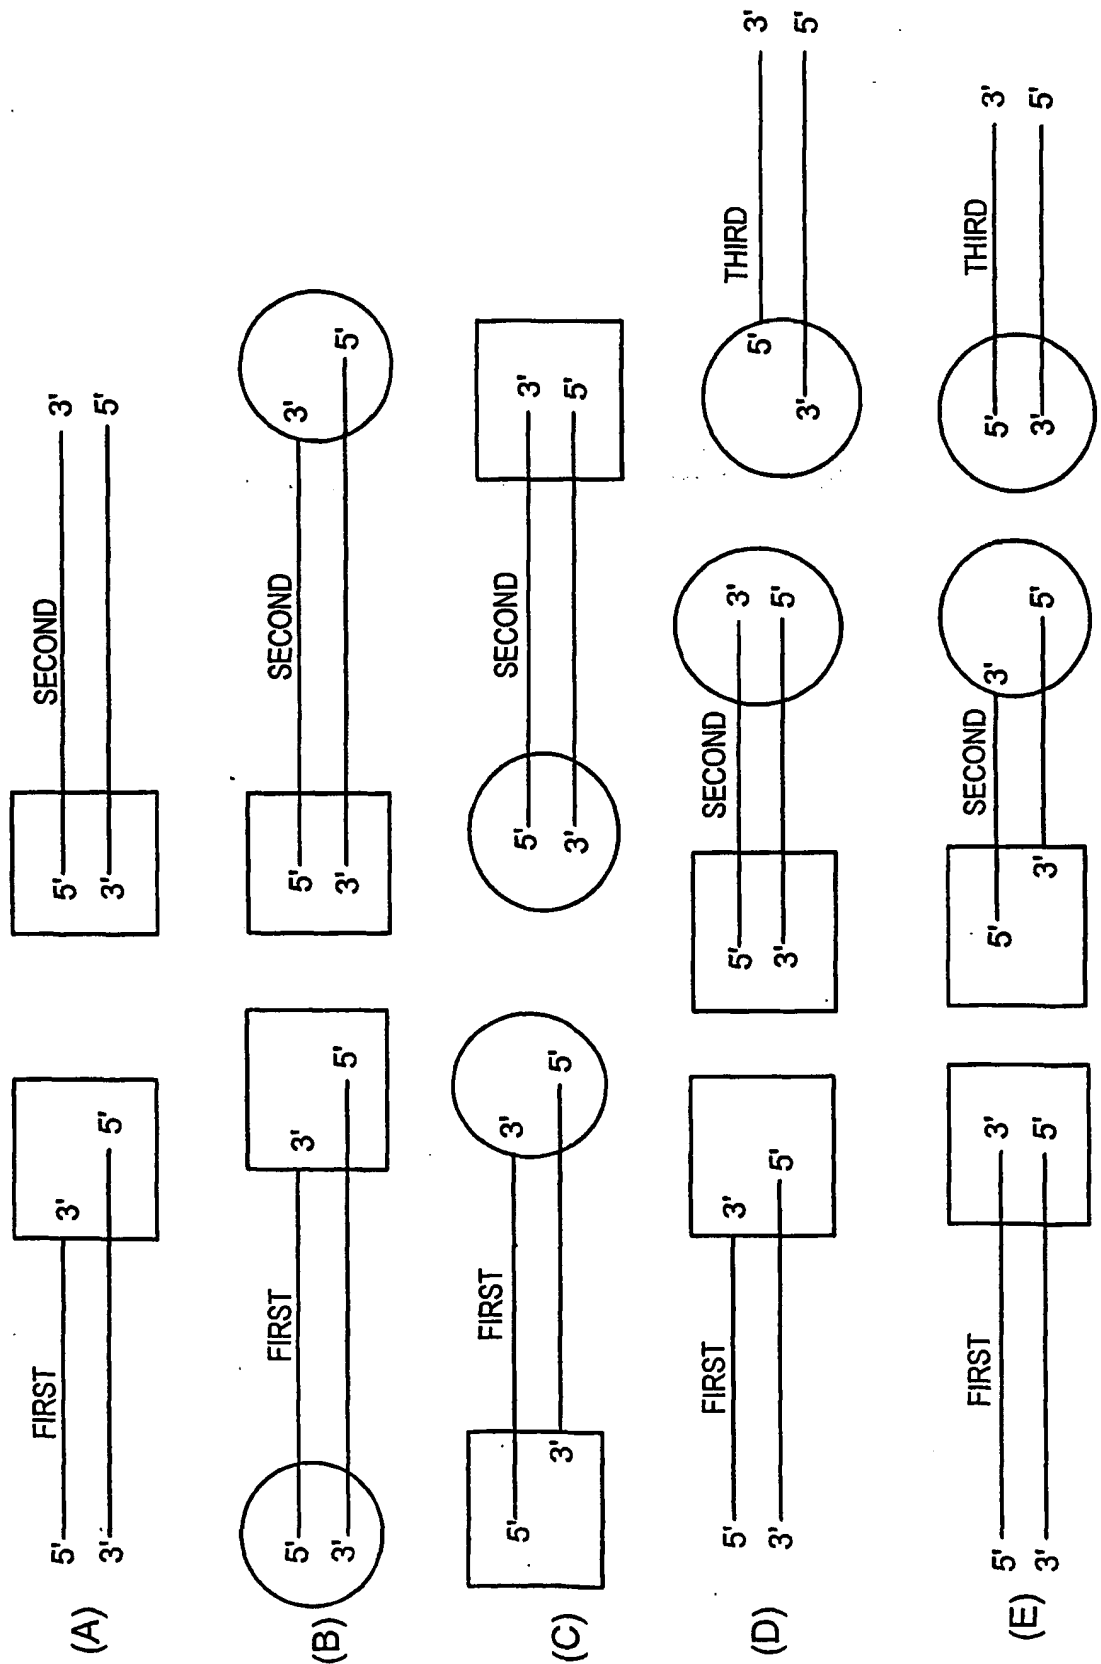 FIRST SECOND
5' 3' 5' 3'
(A)
3' 5' 3' 5'
FIRST SECOND
5' 3' 5' 3'
(B)
3' 5' 3' 5'
FIRST SECOND
5' 3' 5' 3'
(C)
3' 5' 3' 5'
FIRST SECOND THIRD
5' 3' 5' 3' 5' 3'
(D)
3' 5' 3' 5' 3' 5'
FIRST SECOND THIRD
5' 3' 5' 3' 5' 3'
(E)
3' 5' 3' 5' 3' 5'